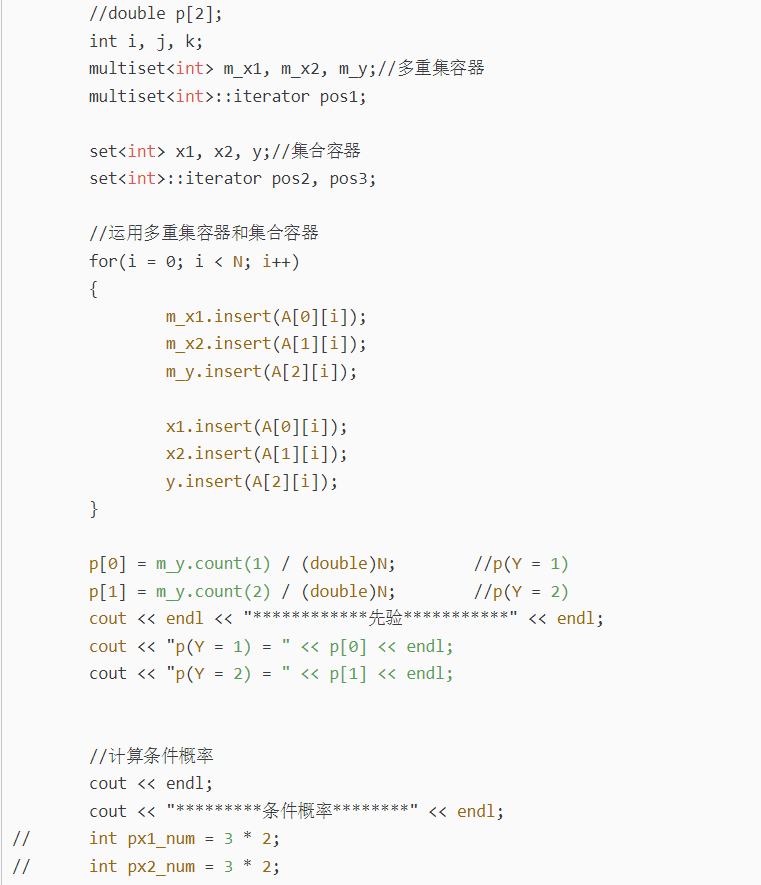 //double p[2];
int i, j, k;
multiset<int> m_x1, m_x2, m_y;//多重集容器
multiset<int>::iterator pos1;
set<int> x1, x2, y;//集合容器
set<int>::iterator pos2, pos3;
//运用多重集容器和集合容器
for(i = 0; i < N; i++)
{
m_x1.insert(A[0][i]);
m_x2.insert(A[1][i]);
m_y.insert(A[2][i]);
x1.insert(A[0][i]);
x2.insert(A[1][i]);
y.insert(A[2][i]);
}
p[0] = m_y.count(1) / (double)N; //p(Y = 1)
p[1] = m_y.count(2) / (double)N; //p(Y = 2)
cout << endl << "************先验***********" << endl;
cout << "p(Y = 1) = " << p[0] << endl;
cout << "p(Y = 2) = " << p[1] << endl;
//计算条件概率
cout << endl;
cout << "*********条件概率********" << endl;
// int px1_num = 3 * 2;
// int px2_num = 3 * 2;